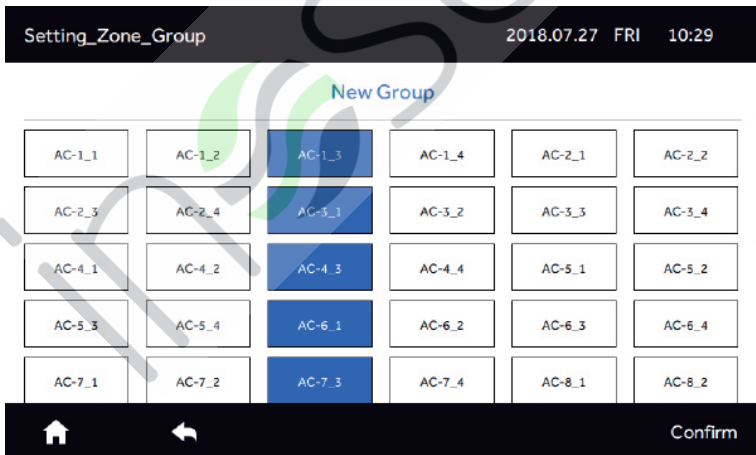 Setting_Zone_Group 2018.07.27 FRI 10:29
New Group
AC-1_1 AC-1_2 AC-1_3 AC-1_4 AC-2_1 AC-2_2
AC-2_3 AC-2_4 AC-3_1 AC-3_2 AC-3_3 AC-3_4
AC-4_1 AC-4_2 AC-4_3 AC-4_4 AC-5_1 AC-5_2
AC-5_3 AC-5_4 AC-6_1 AC-6_2 AC-6_3 AC-6_4
AC-7_1 AC-7_2 AC-7_3 AC-7_4 AC-8_1 AC-8_2
Confirm